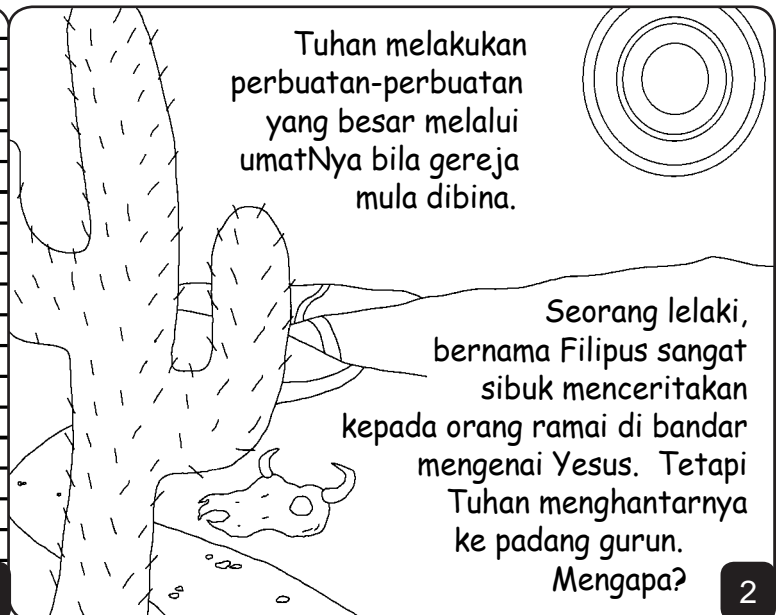 Tuhan melakukan
perbuatan-perbuatan
yang besar melalui
umatNya bila gereja
mula dibina.
Seorang lelaki,
bernama Filipus sangat
sibuk menceritakan
kepada orang ramai di bandar
mengenai Yesus.  Tetapi
Tuhan menghantarnya
ke padang gurun.
Mengapa?
2